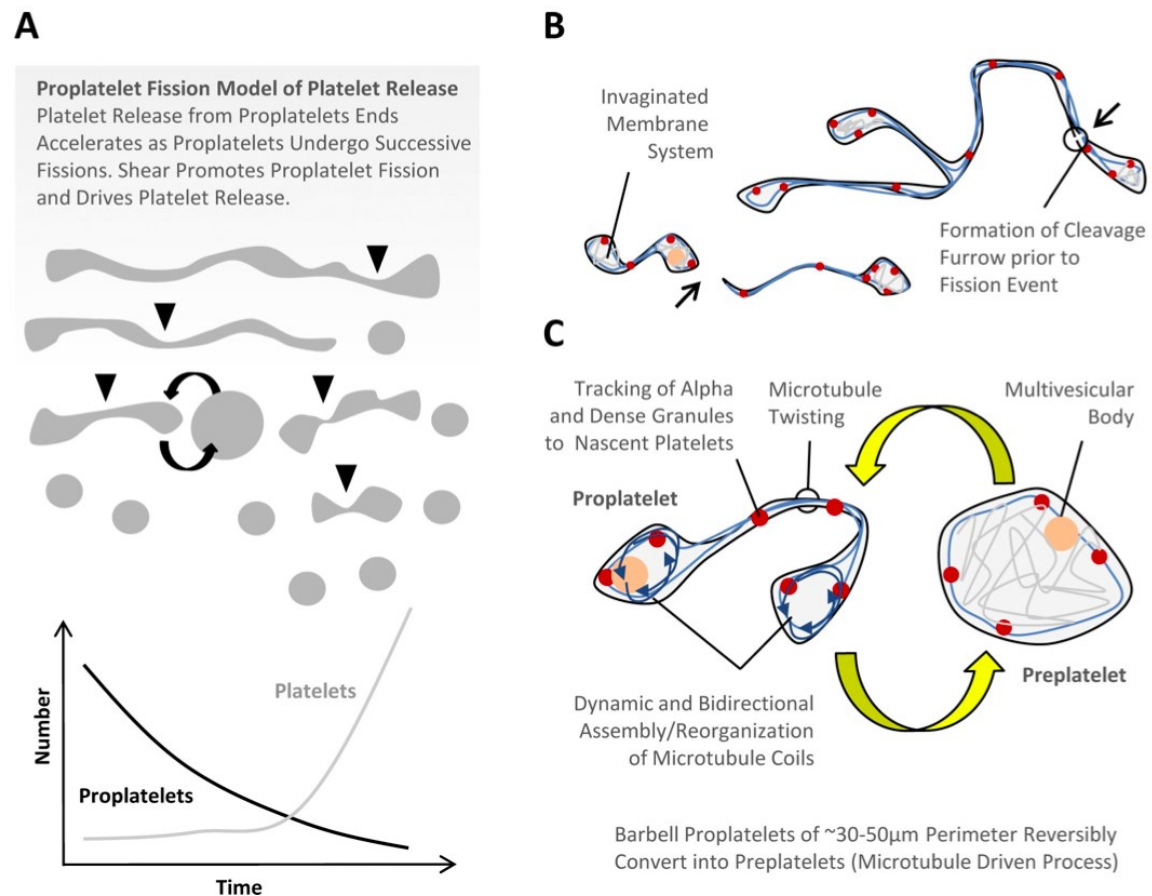 A
Proplatelet Fission Model of Platelet Release
Platelet Release from Proplatelets Ends
Accelerates as Proplatelets Undergo Successive
Fissions. Shear Promotes Proplatelet Fission
and Drives Platelet Release.
Number
Platelets
Proplatelets
Time
B
Invaginated
Membrane
System
Formation of Cleavage
Furrow prior to
Fission Event
C
Tracking of Alpha
and Dense Granules
to Nascent Platelets
Microtubule
Twisting
Multivesicular
Body
Proplatelet
Preplatelet
Dynamic and Bidirectional
Assembly/Reorganization
of Microtubule Coils
Barbell Proplatelets of ~30-50μm Perimeter Reversibly
Convert into Preplatelets (Microtubule Driven Process)